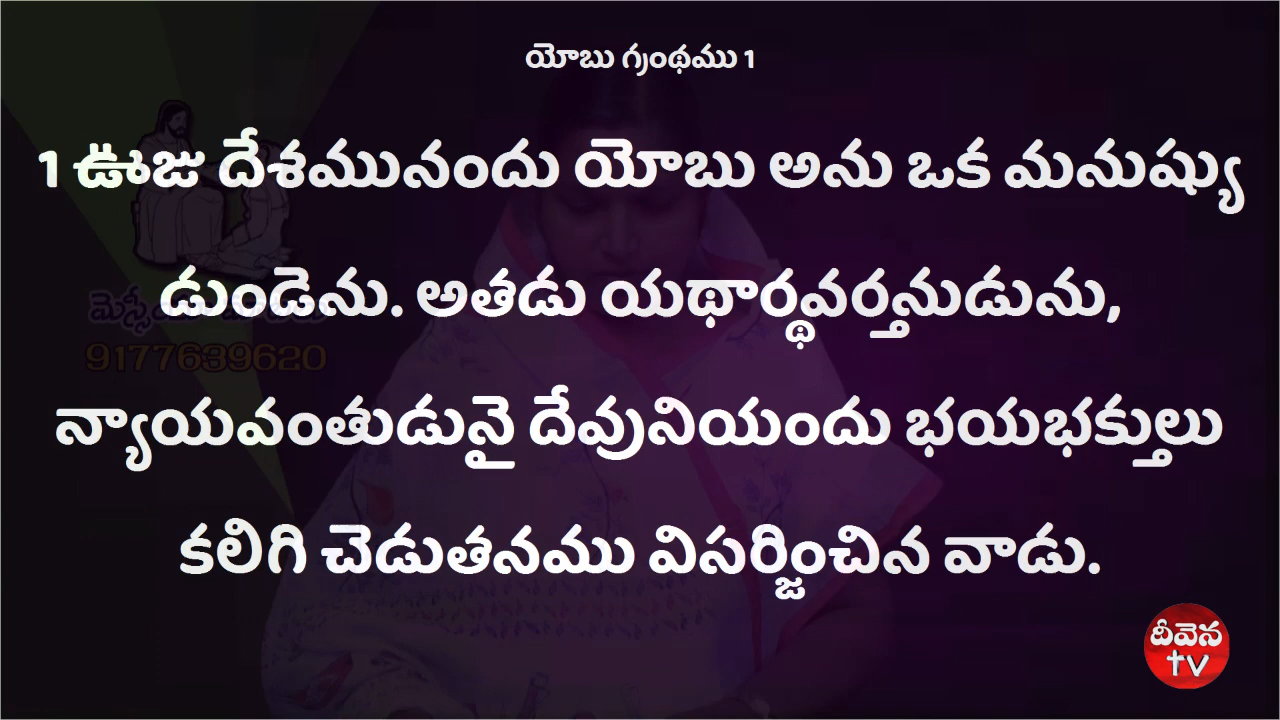 యోబు గ్రంథము 1
1 ఊజు దేశమునందు యోబు అను ఒక మనుష్యు
డుండెను. అతడు యథార్థవర్తనుడును,
న్యాయవంతుడునై దేవునియందు భయభక్తులు
కలిగి చెడుతనము విసర్జించిన వాడు.
9177639620
దీవెన
tv